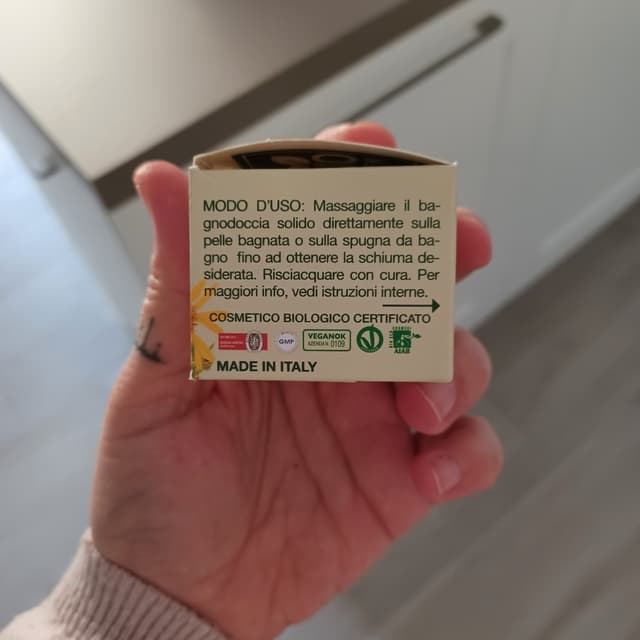 MODO D'USO: Massaggiare il ba-
gnodoccia solido direttamente sulla
pelle bagnata o sulla spugna da ba-
gno fino ad ottenere la schiuma de-
siderata. Risciacquare con cura. Per
maggiori info, vedi istruzioni interne.
COSMETICO BIOLOGICO CERTIFICATO
GMP
VEGANOK
AZIENDA N. 0109
AIAB
MADE IN ITALY